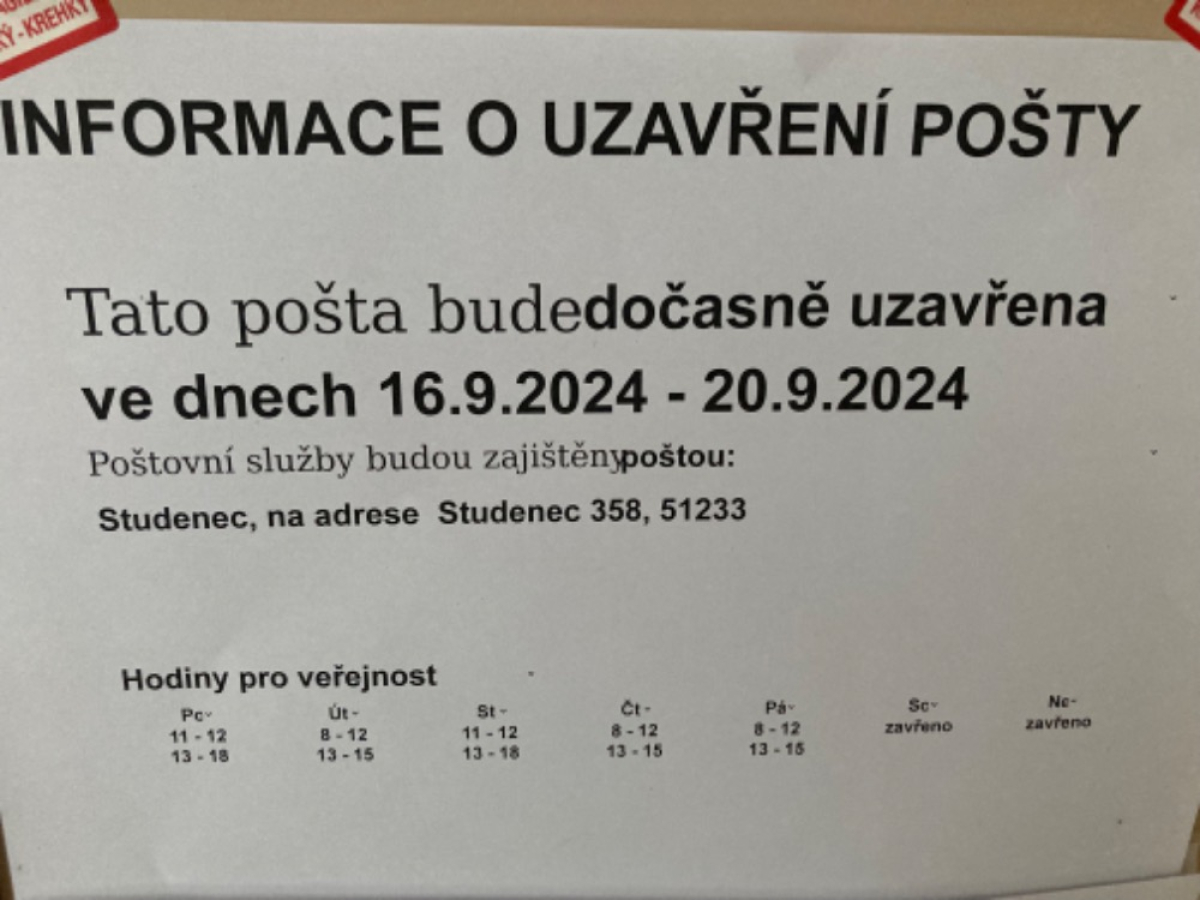 KÝ-KREHKÝ
INFORMACE O UZAVŘENÍ POŠTY
Tato pošta budedočasně uzavřena
ve dnech 16.9.2024 - 20.9.2024
Poštovní služby budou zajištěnypoštou:
Studenec, na adrese Studenec 358, 51233
Hodiny pro veřejnost
Po- Út- St- Čt- Pá- So- Ne-
11 - 12 8 - 12 11 - 12 8 - 12 8 - 12 zavřeno zavřeno
13 - 18 13 - 15 13 - 18 13 - 15 13 - 15